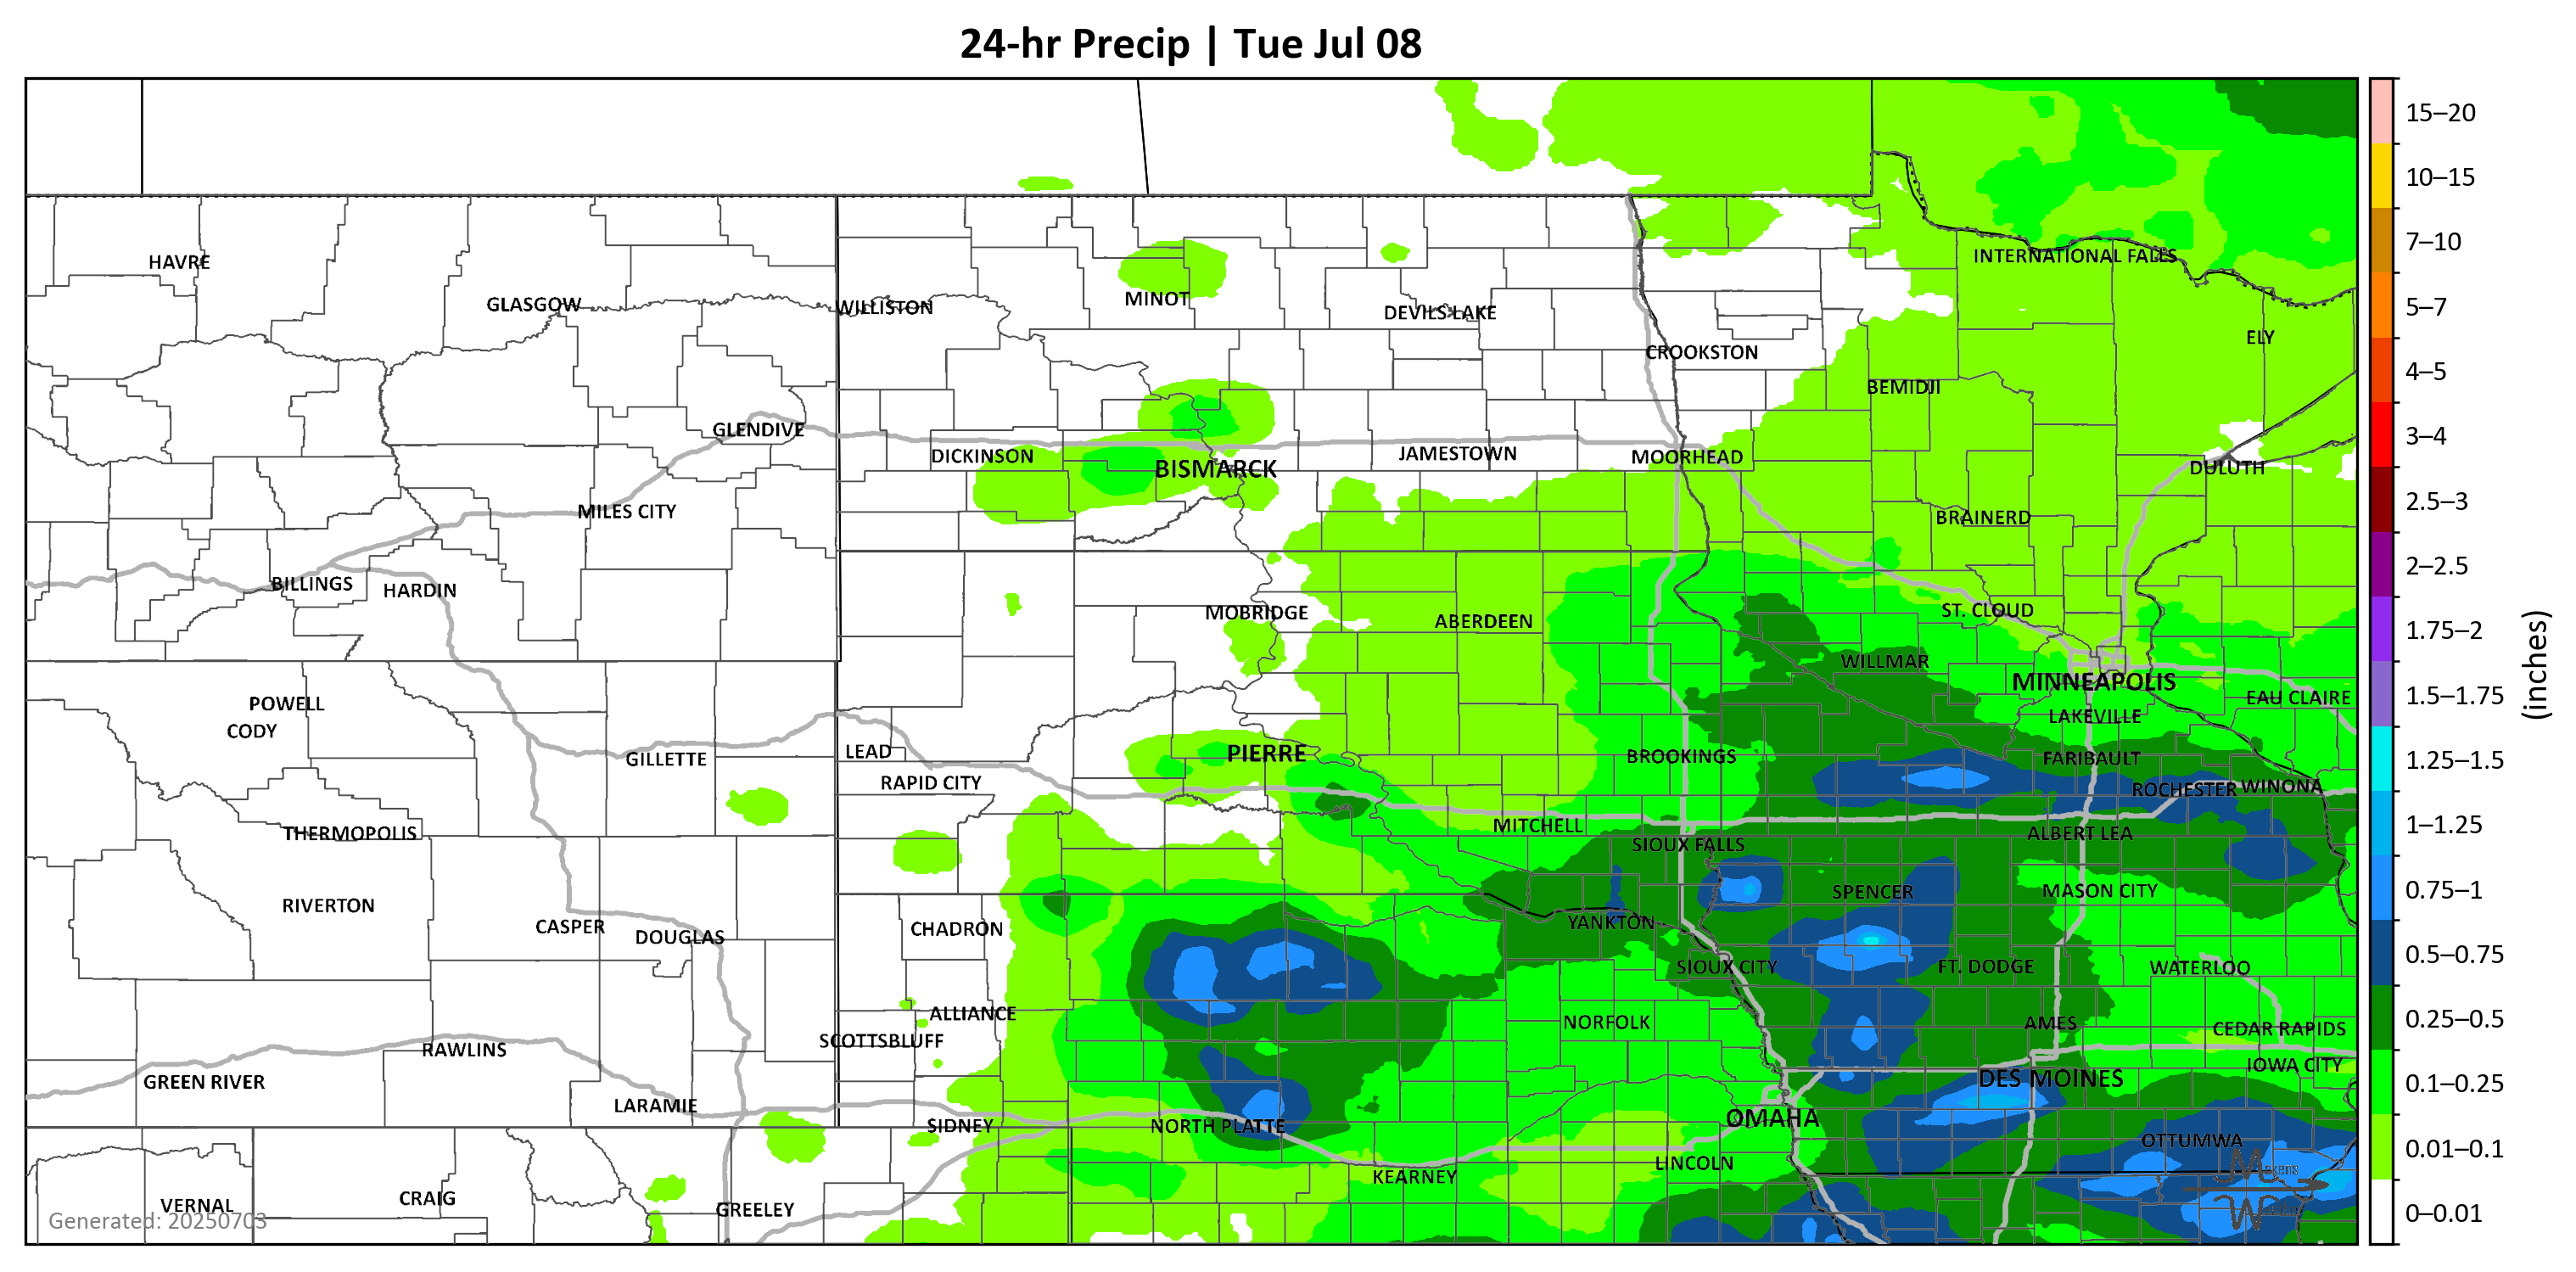 24-hr Precip | Tue Jul 08
15–20
10–15
HAVRE
7–10
INTERNATIONAL FALLS
GLASGOW
WILLISTON
MINOT
DEVILS LAKE
5–7
ELY
CROOKSTON
4–5
BEMIDJI
GLENDIVE
3–4
DICKINSON
BISMARCK
JAMESTOWN
MOORHEAD
DULUTH
2.5–3
MILES CITY
BRAINERD
2–2.5
BILLINGS
HARDIN
MOBRIDGE
ABERDEEN
ST. CLOUD
1.75–2
WILLMAR
(inches)
MINNEAPOLIS
1.5–1.75
POWELL
EAU CLAIRE
LAKEVILLE
CODY
LEAD
PIERRE
BROOKINGS
FARIBAULT
1.25–1.5
GILLETTE
RAPID CITY
ROCHESTER
WINONA
1–1.25
THERMOPOLIS
MITCHELL
ALBERT LEA
SIOUX FALLS
0.75–1
SPENCER
MASON CITY
RIVERTON
CASPER
CHADRON
YANKTON
DOUGLAS
0.5–0.75
SIOUX CITY
FT. DODGE
WATERLOO
ALLIANCE
NORFOLK
AMES
0.25–0.5
CEDAR RAPIDS
SCOTTSBLUFF
RAWLINS
IOWA CITY
GREEN RIVER
DES MOINES
0.1–0.25
LARAMIE
OMAHA
SIDNEY
NORTH PLATTE
OTTUMWA
0.01–0.1
LINCOLN
KEARNEY
VERNAL
CRAIG
GREELEY
0–0.01
Generated: 20250703